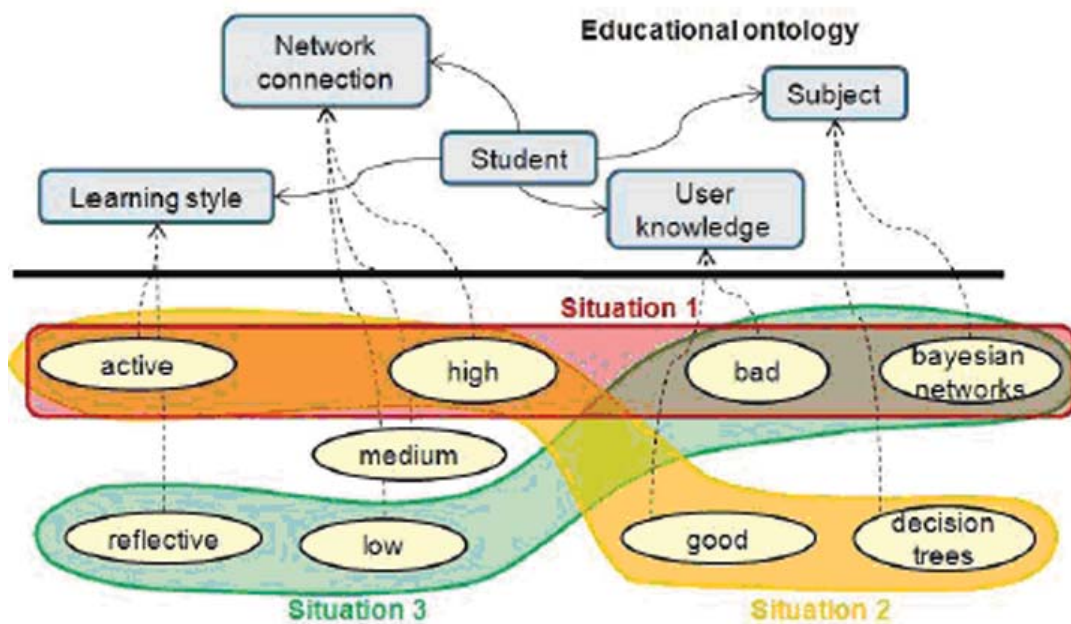 Educational ontology
Network
connection
Subject
Student
Learning style
User
knowledge
Situation 1
active
high
bad
bayesian
networks
medium
reflective
low
good
decision
trees
Situation 3
Situation 2